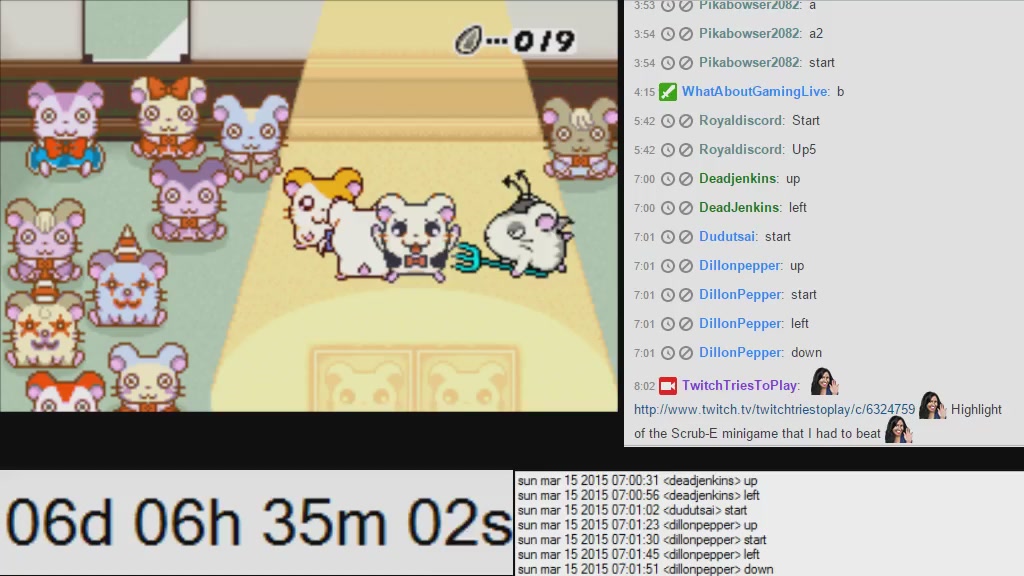 019
3:53 Pikabowser2082: a
3:54 Pikabowser2082: a2
3:54 Pikabowser2082: start
4:15 WhatAboutGamingLive: b
5:42 Royaldiscord: Start
5:42 Royaldiscord: Up5
7:00 Deadjenkins: up
7:00 DeadJenkins: left
7:01 Dudutsai: start
7:01 Dillonpepper: up
7:01 DillonPepper: start
7:01 DillonPepper: left
7:01 DillonPepper: down
8:02 TwitchTriesToPlay:
http://www.twitch.tv/twitchtriestoplay/c/6324759 Highlight
of the Scrub-E minigame that I had to beat
06d 06h 35m 02s
sun mar 15 2015 07:00:31 <deadjenkins> up
sun mar 15 2015 07:00:56 <deadjenkins> left
sun mar 15 2015 07:01:02 <dudutsai> start
sun mar 15 2015 07:01:23 <dillonpepper> up
sun mar 15 2015 07:01:30 <dillonpepper> start
sun mar 15 2015 07:01:45 <dillonpepper> left
sun mar 15 2015 07:01:51 <dillonpepper> down